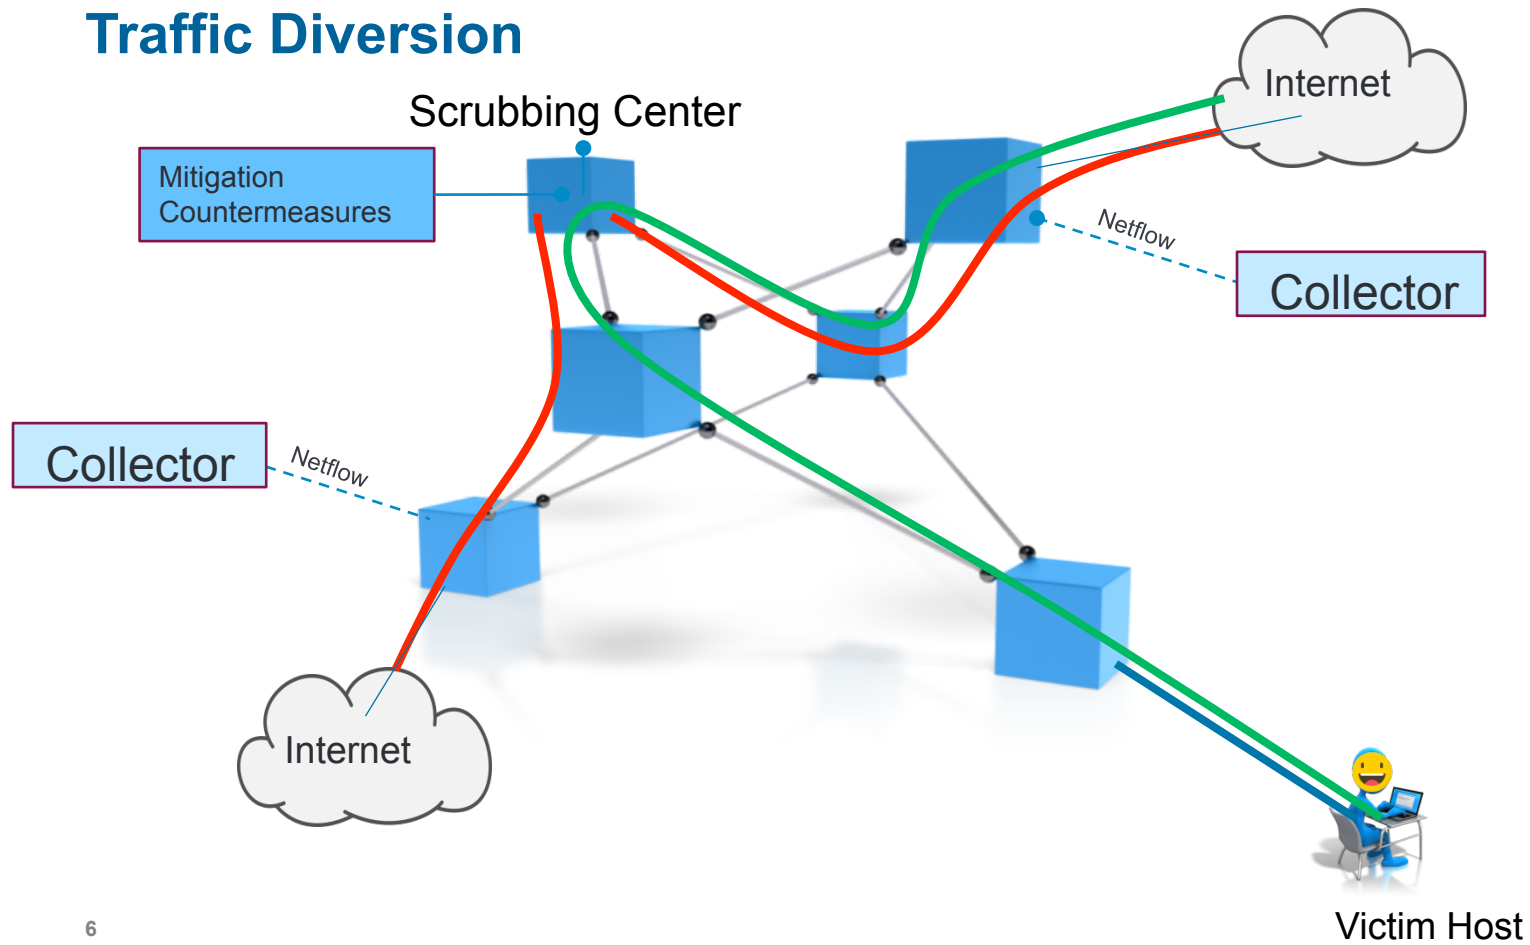 Traffic Diversion
Internet
Scrubbing Center
Mitigation
Countermeasures
Netflow
Collector
Collector
Netflow
Internet
6
Victim Host